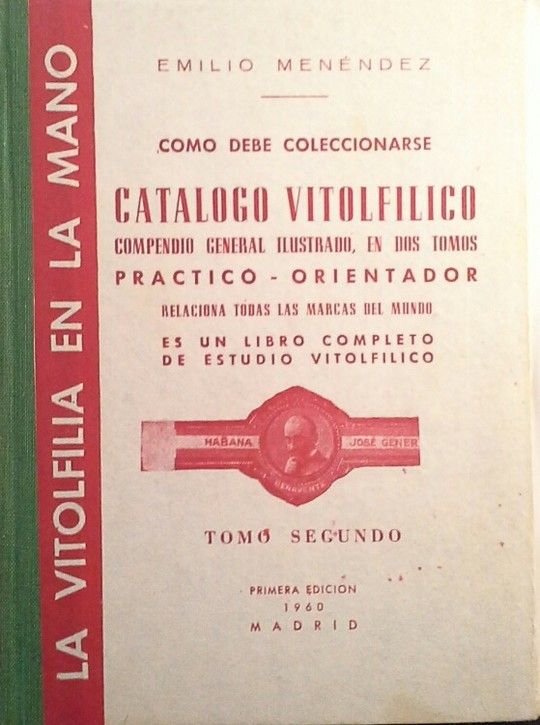 LA VITOLFILIA EN LA MANO
EMILIO MENÉNDEZ
COMO DEBE COLECCIONARSE
CATALOGO VITOLFILICO
COMPENDIO GENERAL ILUSTRADO, EN DOS TOMOS
PRACTICO - ORIENTADOR
RELACIONA TODAS LAS MARCAS DEL MUNDO
ES UN LIBRO COMPLETO
DE ESTUDIO VITOLFILICO
HABANA
JOSÉ GENER
BENAVENTE
TOMO SEGUNDO
PRIMERA EDICION
1960
MADRID